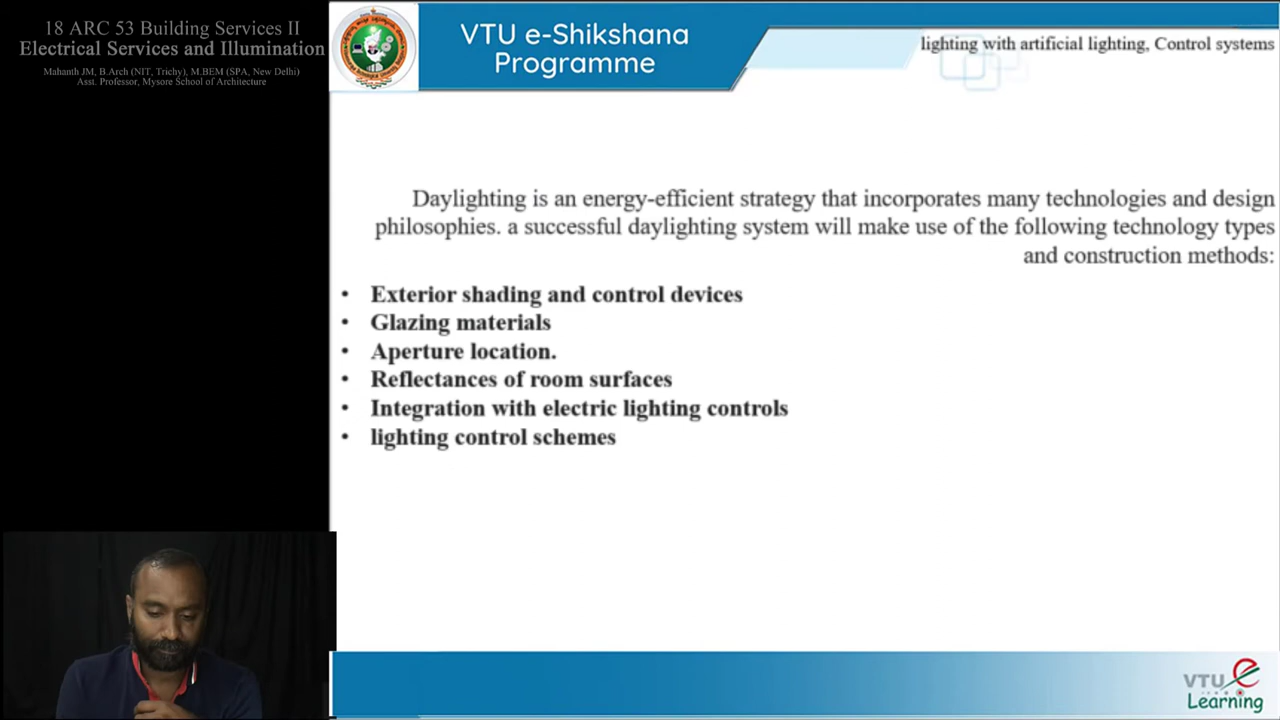 18 ARC 53 Building Services II
Electrical Services and Illumination
Mahanth JM, B.Arch (NIT, Trichy), M.BEM (SPA, New Delhi)
Asst. Professor, Mysore School of Architecture
VTU e-Shikshana
Programme
lighting with artificial lighting, Control systems
Daylighting is an energy-efficient strategy that incorporates many technologies and design
philosophies. a successful daylighting system will make use of the following technology types
and construction methods:
• Exterior shading and control devices
• Glazing materials
• Aperture location.
• Reflectances of room surfaces
• Integration with electric lighting controls
• lighting control schemes
VTU e
Learning